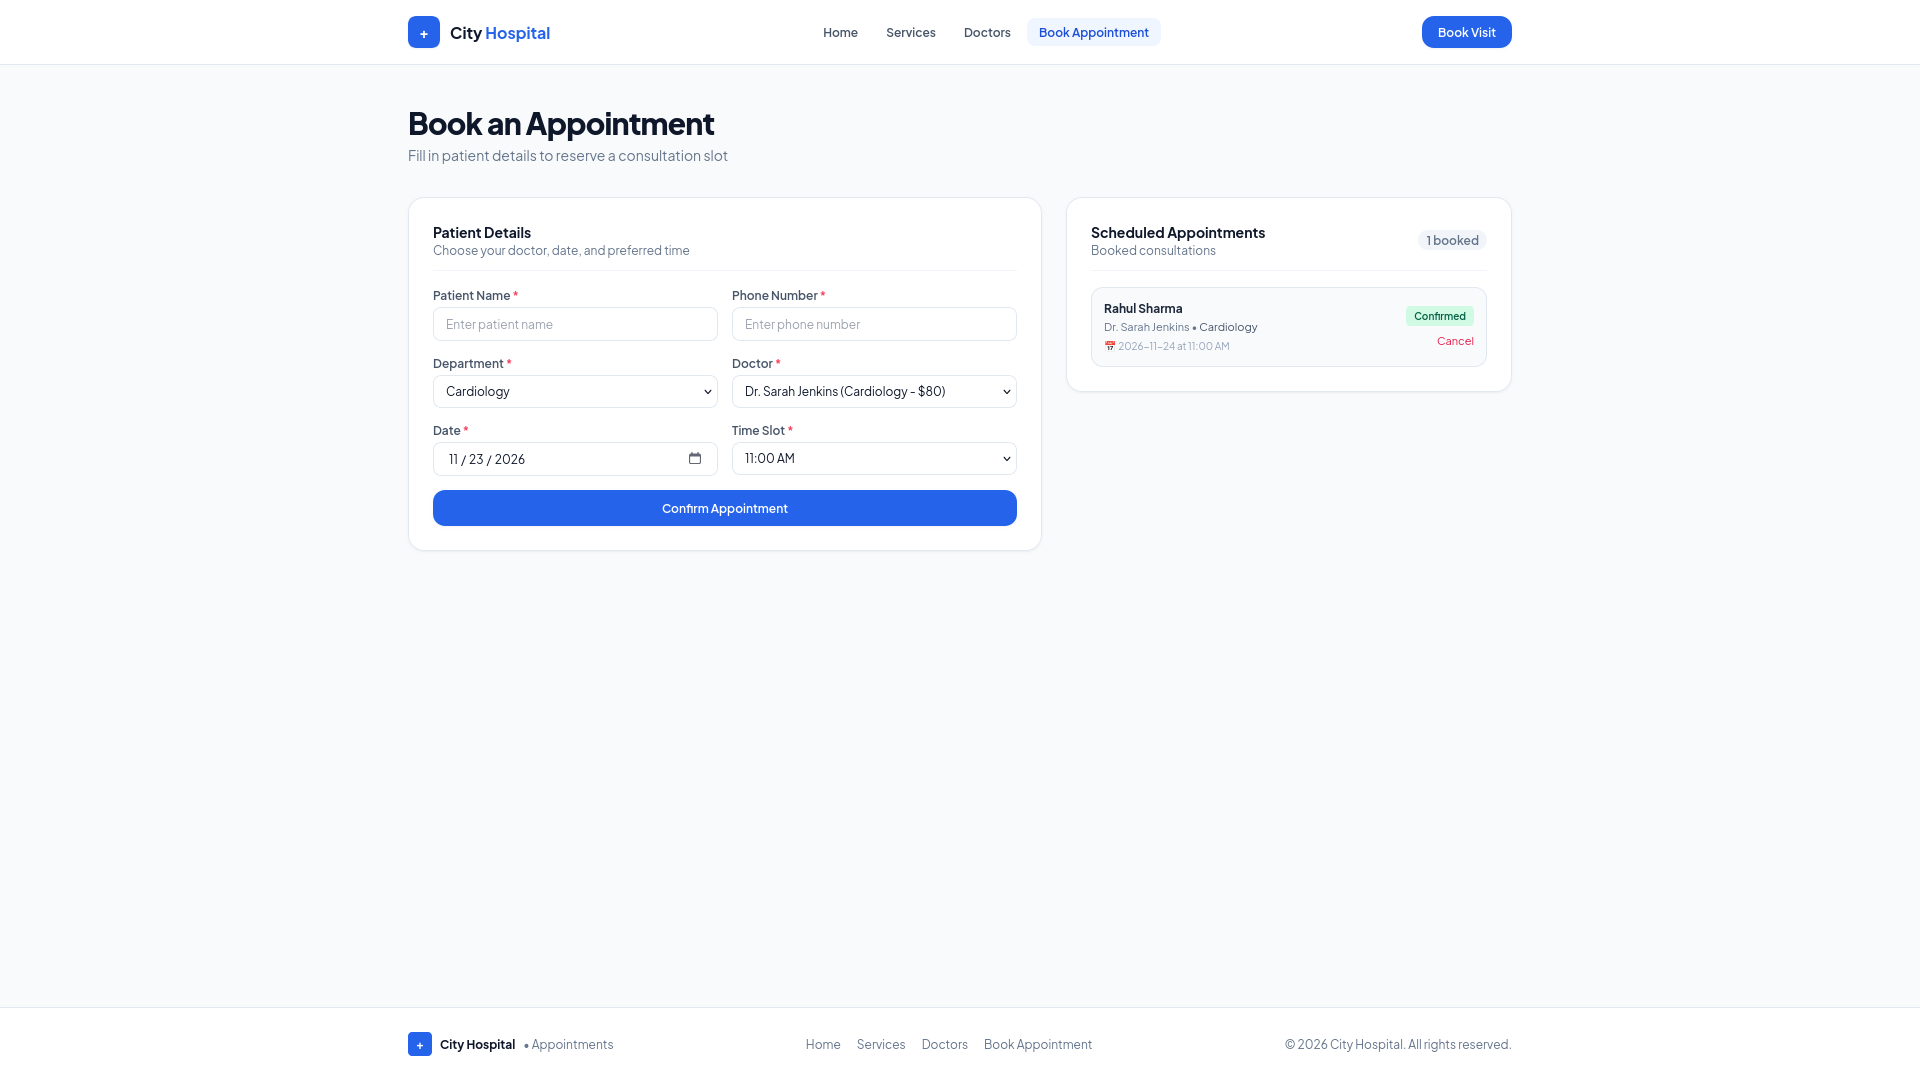 + City Hospital
Home Services Doctors Book Appointment
Book Visit
Book an Appointment
Fill in patient details to reserve a consultation slot
Patient Details
Choose your doctor, date, and preferred time
Patient Name *
Enter patient name
Phone Number *
Enter phone number
Department *
Cardiology
Doctor *
Dr. Sarah Jenkins (Cardiology - $80)
Date *
11 / 23 / 2026
Time Slot *
11:00 AM
Confirm Appointment
Scheduled Appointments
Booked consultations
1 booked
Rahul Sharma
Dr. Sarah Jenkins • Cardiology
📅 2026-11-24 at 11:00 AM
Confirmed
Cancel
+ City Hospital • Appointments
Home Services Doctors Book Appointment
© 2026 City Hospital. All rights reserved.